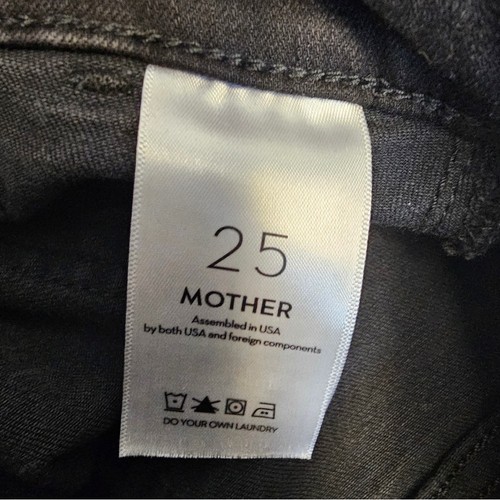 25
MOTHER
Assembled in USA
by both USA and foreign components
DO YOUR OWN LAUNDRY